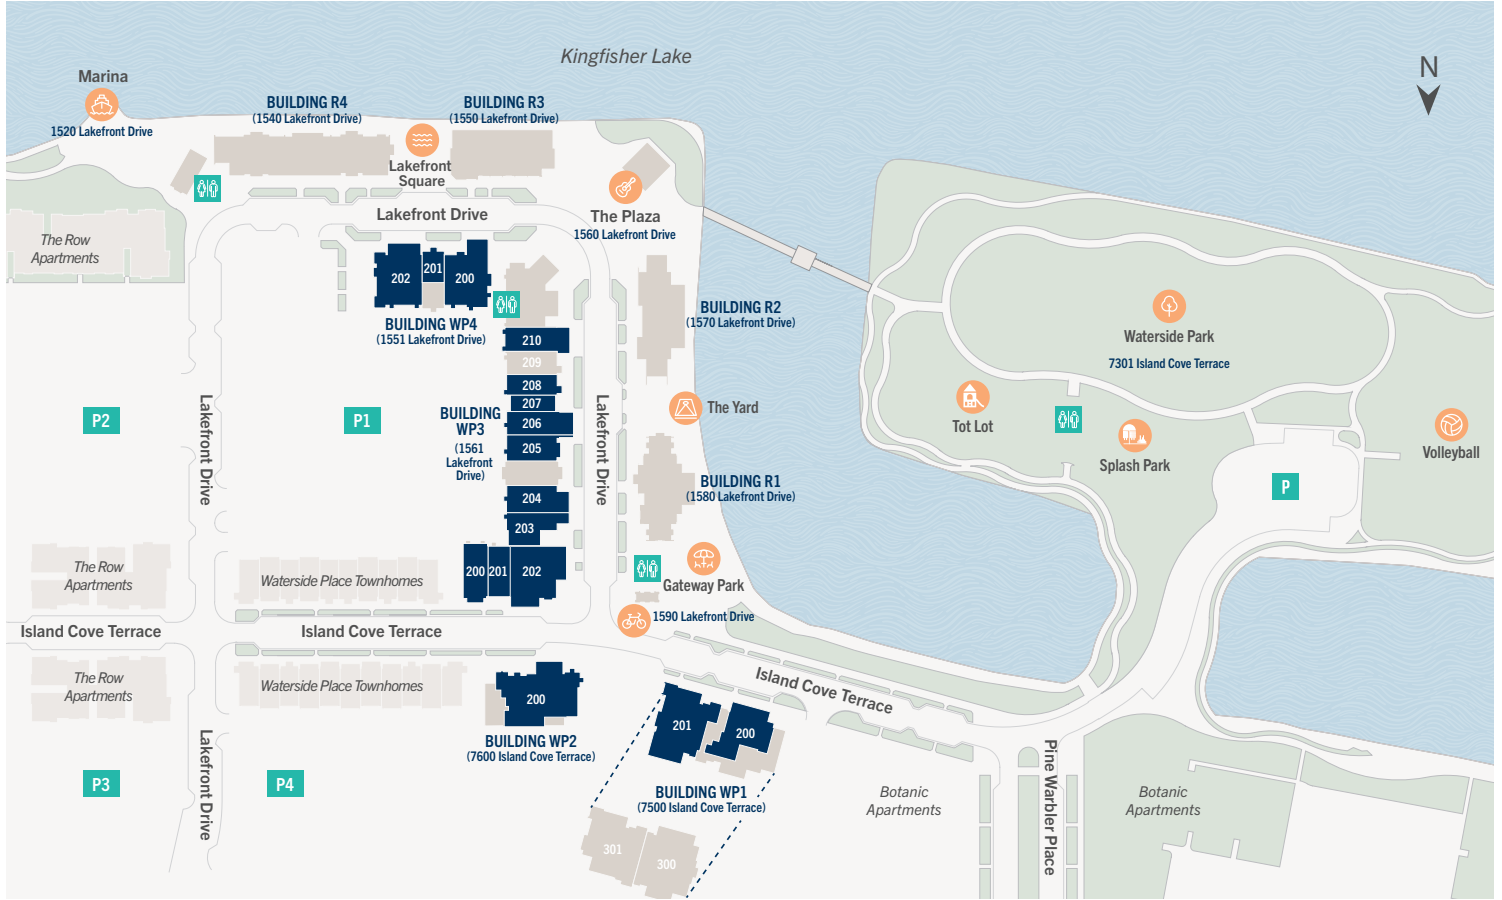 Kingfisher Lake
N
Marina
1520 Lakefront Drive
BUILDING R4
(1540 Lakefront Drive)
BUILDING R3
(1550 Lakefront Drive)
Lakefront
Square
Lakefront Drive
The Plaza
1560 Lakefront Drive
The Row
Apartments
202
201
200
BUILDING WP4
(1551 Lakefront Drive)
BUILDING R2
(1570 Lakefront Drive)
Waterside Park
7301 Island Cove Terrace
210
209
208
207
206
205
204
203
200
201
202
BUILDING
WP3
(1561
Lakefront
Drive)
P2
P1
Lakefront Drive
Lakefront Drive
The Yard
Tot Lot
Splash Park
Volleyball
P
BUILDING R1
(1580 Lakefront Drive)
The Row
Apartments
Waterside Place Townhomes
Gateway Park
1590 Lakefront Drive
Island Cove Terrace
Island Cove Terrace
Island Cove Terrace
The Row
Apartments
Waterside Place Townhomes
200
BUILDING WP2
(7600 Island Cove Terrace)
201
200
BUILDING WP1
(7500 Island Cove Terrace)
301
300
P3
P4
Lakefront Drive
Botanic
Apartments
Pine Warbler Place
Botanic
Apartments